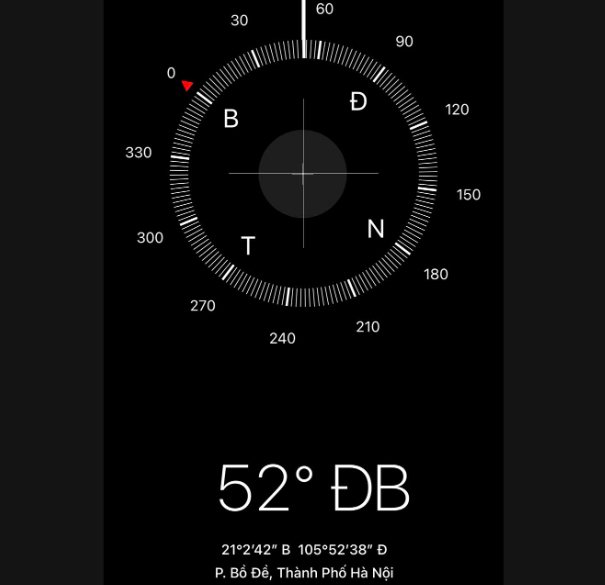 30
60
0
90
B
Đ
120
330
150
300
T
N
180
270
210
240
52° ĐB
21°2′42″ B 105°52′38″ Đ
P. Bồ Đề, Thành Phố Hà Nội